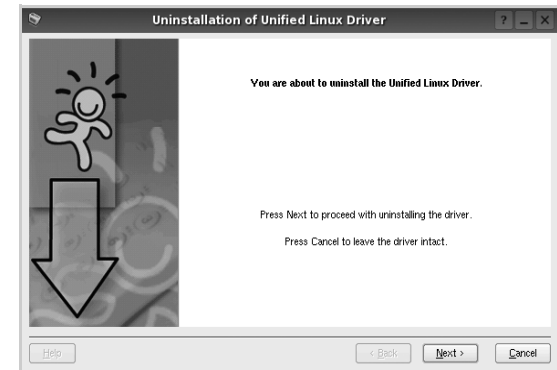 Uninstallation of Unified Linux Driver
You are about to uninstall the Unified Linux Driver.
Press Next to proceed with uninstalling the driver.
Press Cancel to leave the driver intact.
Help
< Back
Next >
Cancel